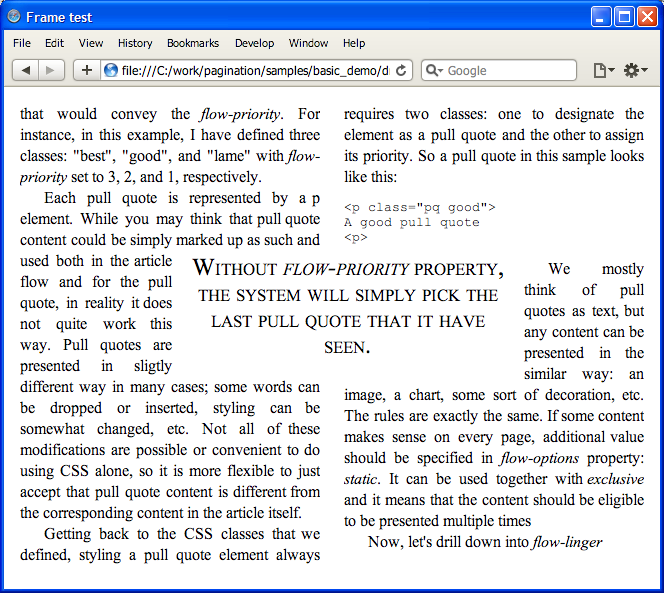 Frame test
File Edit View History Bookmarks Develop Window Help
file:///C:/work/pagination/samples/basic_demo/di
Google
that would convey the flow-priority. For
instance, in this example, I have defined three
classes: "best", "good", and "lame" with flow-
priority set to 3, 2, and 1, respectively.
Each pull quote is represented by a p
element. While you may think that pull quote
content could be simply marked up as such and
used both in the article
flow and for the pull
quote, in reality it does
not quite work this
way. Pull quotes are
presented in sligtly
different way in many cases; some words can
be dropped or inserted, styling can be
somewhat changed, etc. Not all of these
modifications are possible or convenient to do
using CSS alone, so it is more flexible to just
accept that pull quote content is different from
the corresponding content in the article itself.
Getting back to the CSS classes that we
defined, styling a pull quote element always
WITHOUT FLOW-PRIORITY PROPERTY,
THE SYSTEM WILL SIMPLY PICK THE
LAST PULL QUOTE THAT IT HAVE
SEEN.
requires two classes: one to designate the
element as a pull quote and the other to assign
its priority. So a pull quote in this sample looks
like this:
<p class="pq good">
A good pull quote
<p>
We mostly
think of pull
quotes as text, but
any content can be
presented in the
similar way: an
image, a chart, some sort of decoration, etc.
The rules are exactly the same. If some content
makes sense on every page, additional value
should be specified in flow-options property:
static. It can be used together with exclusive
and it means that the content should be eligible
to be presented multiple times
Now, let's drill down into flow-linger